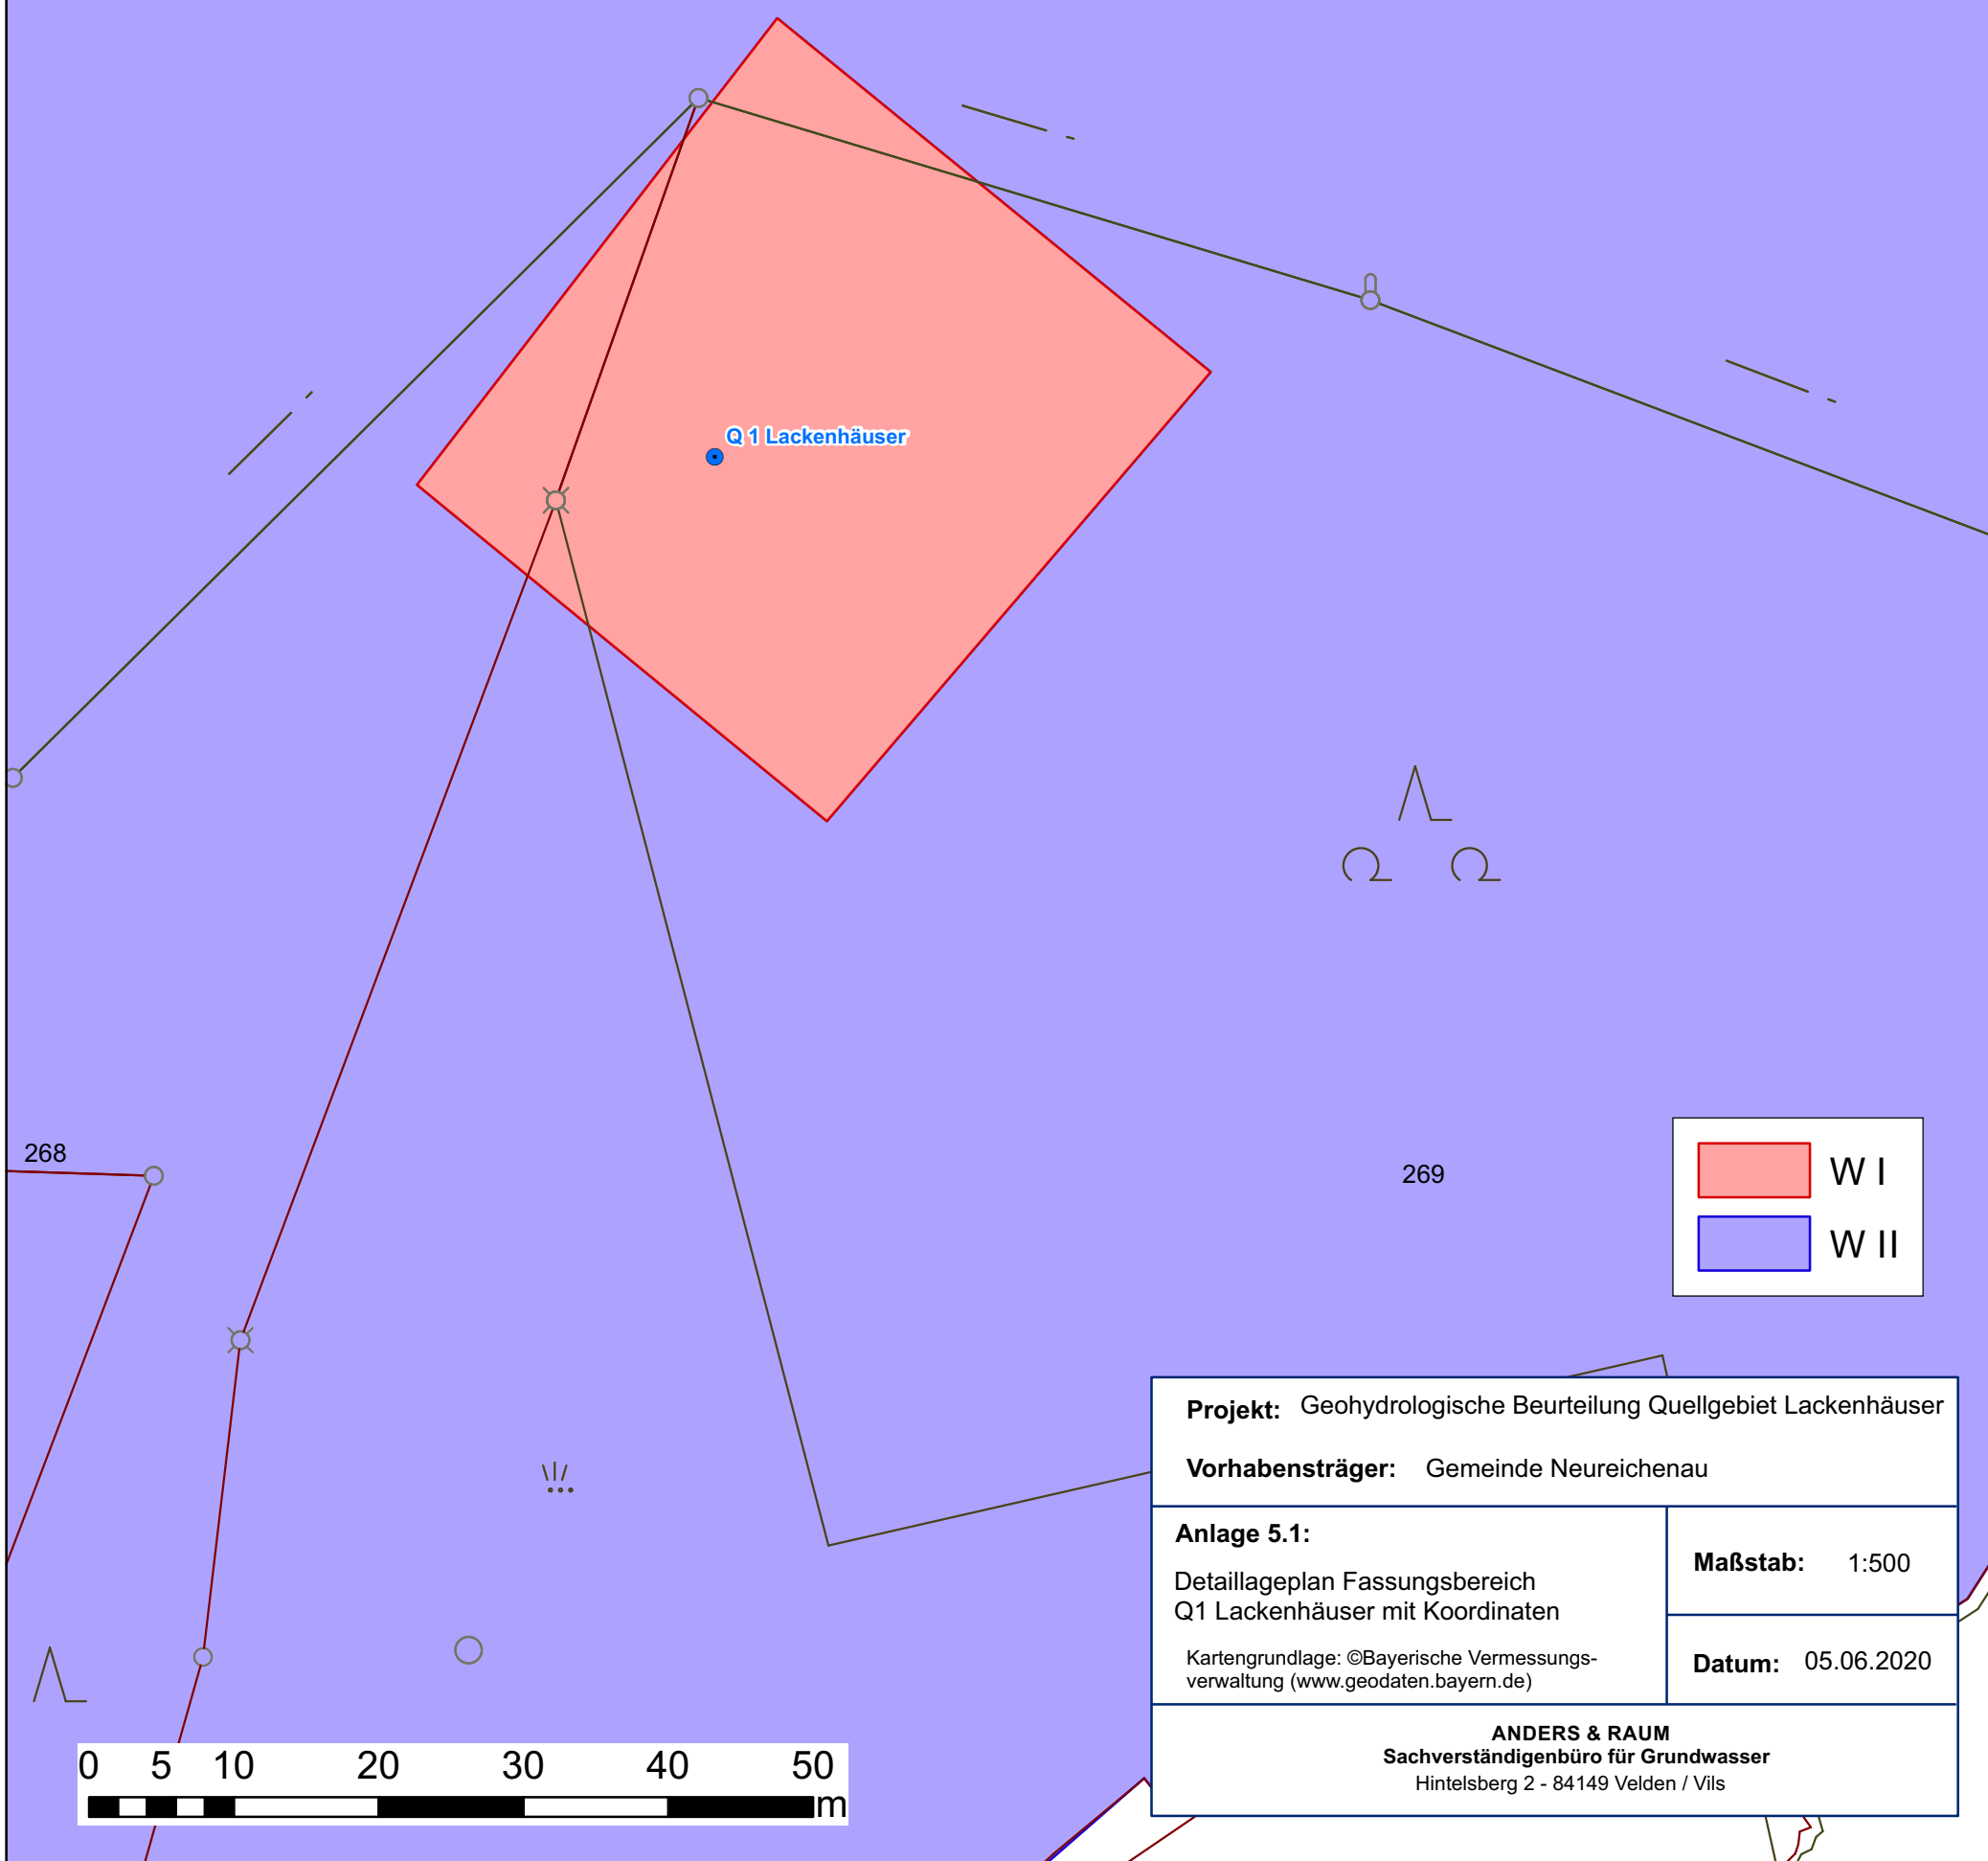 Q 1 Lackenhäuser
268
269
W I
W II
Projekt: Geohydrologische Beurteilung Quellgebiet Lackenhäuser
Vorhabensträger: Gemeinde Neureichenau
Anlage 5.1:
Detaillageplan Fassungsbereich
Q1 Lackenhäuser mit Koordinaten
Kartengrundlage: ©Bayerische Vermessungs-
verwaltung (www.geodaten.bayern.de)
Maßstab: 1:500
Datum: 05.06.2020
ANDERS & RAUM
Sachverständigenbüro für Grundwasser
Hintelsberg 2 - 84149 Velden / Vils
0 5 10 20 30 40 50
m